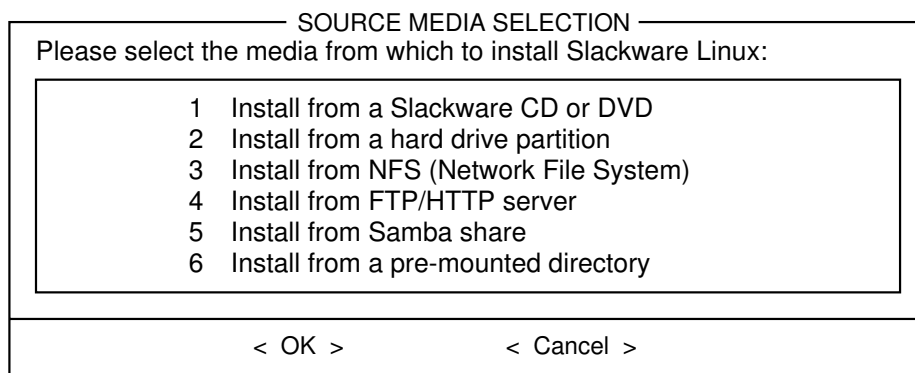 SOURCE MEDIA SELECTION
Please select the media from which to install Slackware Linux:
1 Install from a Slackware CD or DVD
2 Install from a hard drive partition
3 Install from NFS (Network File System)
4 Install from FTP/HTTP server
5 Install from Samba share
6 Install from a pre-mounted directory
< OK > < Cancel >